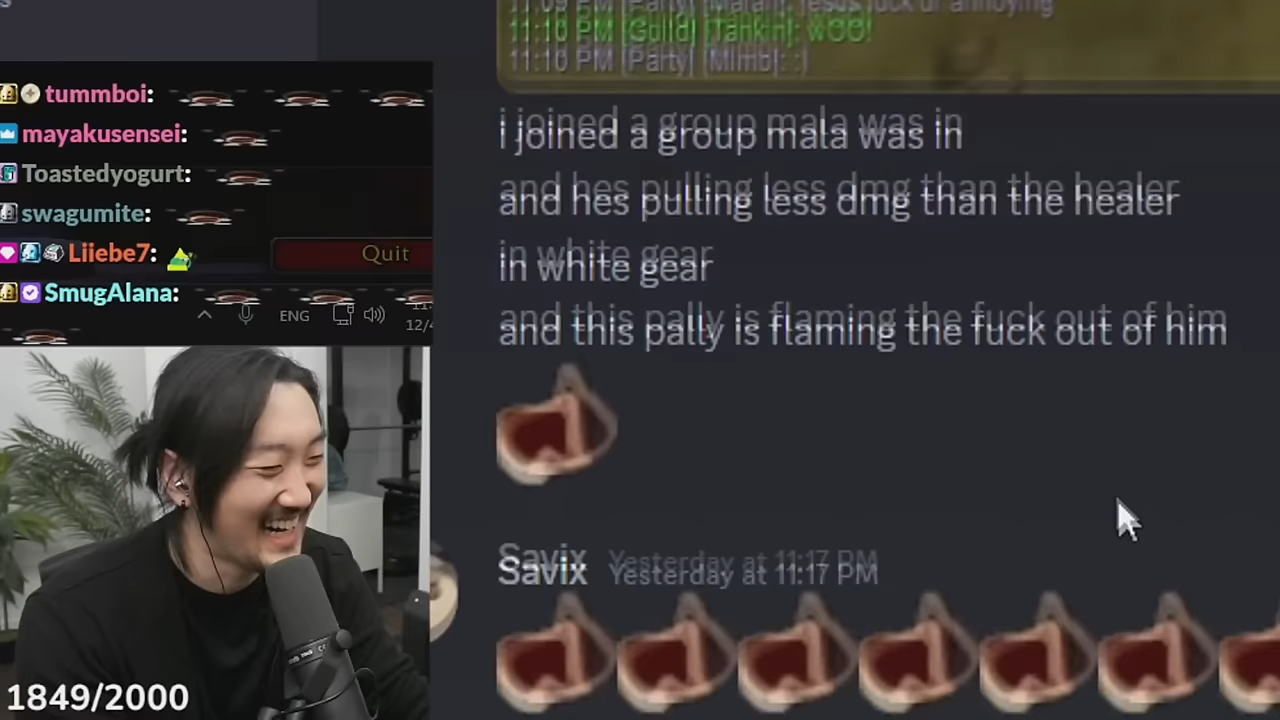 tummboi:
mayakusensei:
Toastedyogurt:
swagumite:
Liiebe7:
Quit
SmugAlana:
ENG
1849/2000
11:10 PM [Guild] [Tankin]: WOO!
11:10 PM [Party] [Mimb]: :)
i joined a group mala was in
and hes pulling less dmg than the healer
in white gear
and this pally is flaming the fuck out of him
Savix Yesterday at 11:17 PM